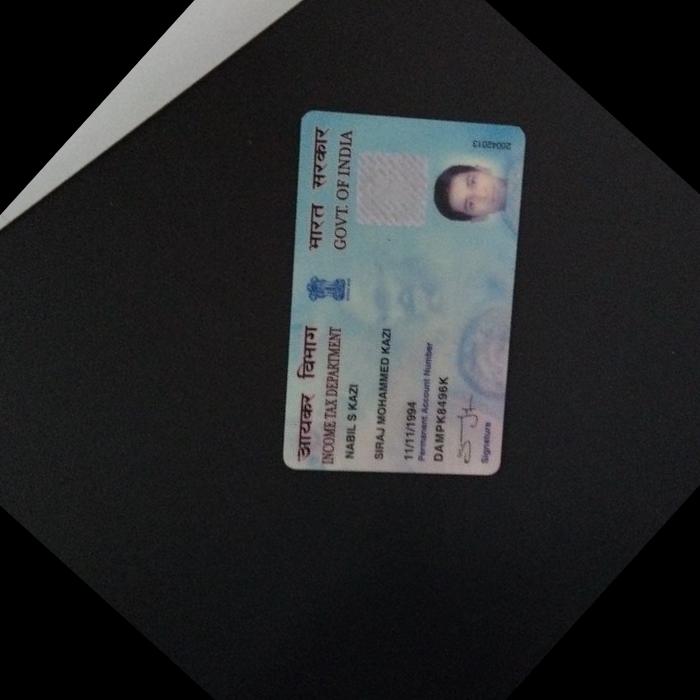 आयकर विभाग
भारत सरकार
INCOME TAX DEPARTMENT
GOVT. OF INDIA
NABIL S KAZI
SIRAJ MOHAMMED KAZI
11/11/1994
Permanent Account Number
DAMPK8496K
Signature
20042013